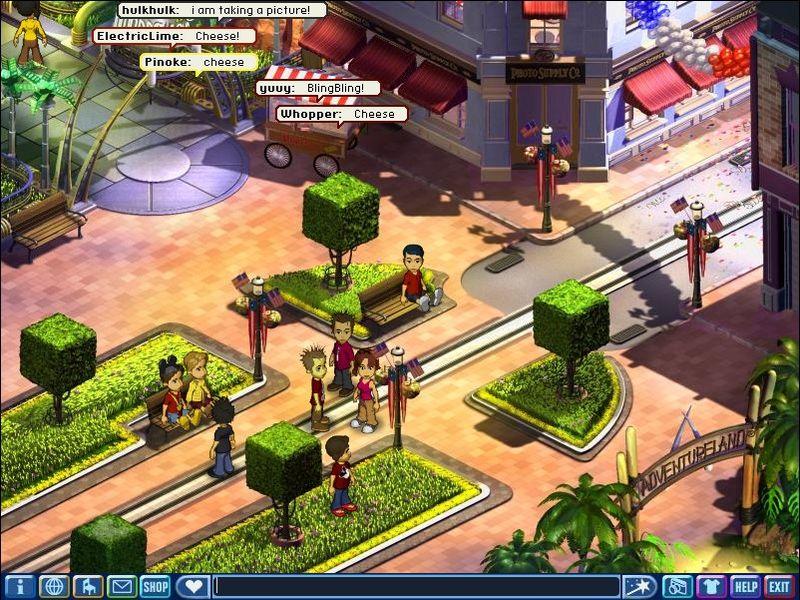 hulkhulk: i am taking a picture!
ElectricLime: Cheese!
Pinoke: cheese
yuuy: BlingBling!
Whopper: Cheese
PHOTO SUPPLY CO.
ADVENTURELAND
SHOP
HELP
EXIT